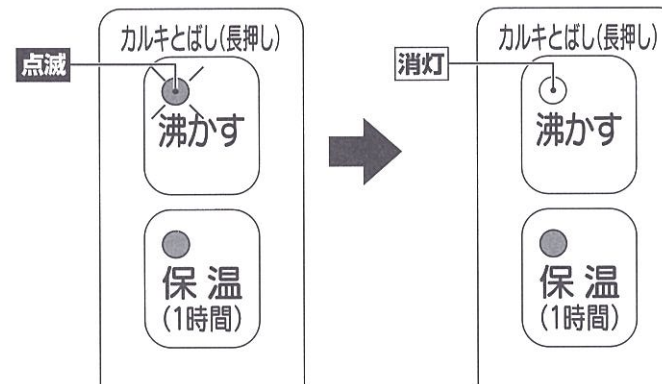 カルキとばし(長押し)
点滅
沸かす
保温
(1時間)
カルキとばし(長押し)
消灯
沸かす
保温
(1時間)